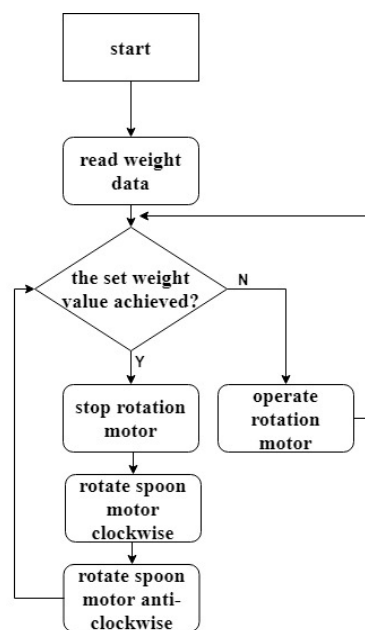 start
read weight
data
the set weight
value achieved?
N
Y
stop rotation
motor
operate
rotation
motor
rotate spoon
motor
clockwise
rotate spoon
motor anti-
clockwise